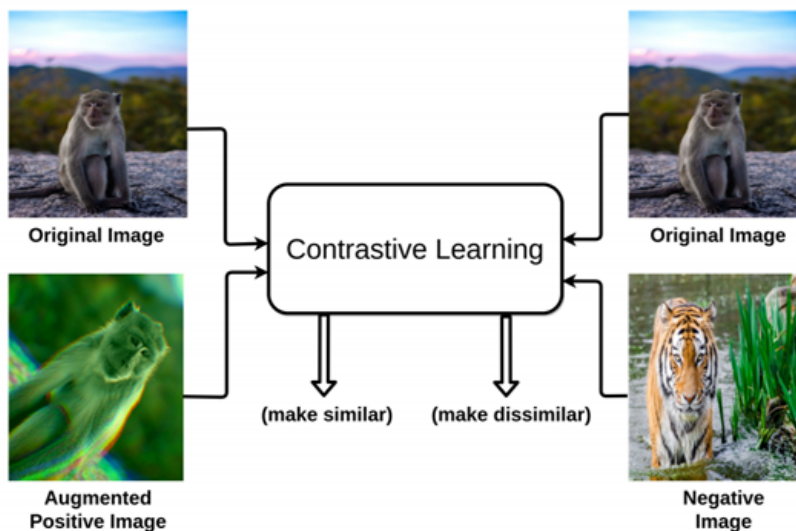 Original Image
Original Image
Contrastive Learning
(make similar)
(make dissimilar)
Augmented
Positive Image
Negative
Image